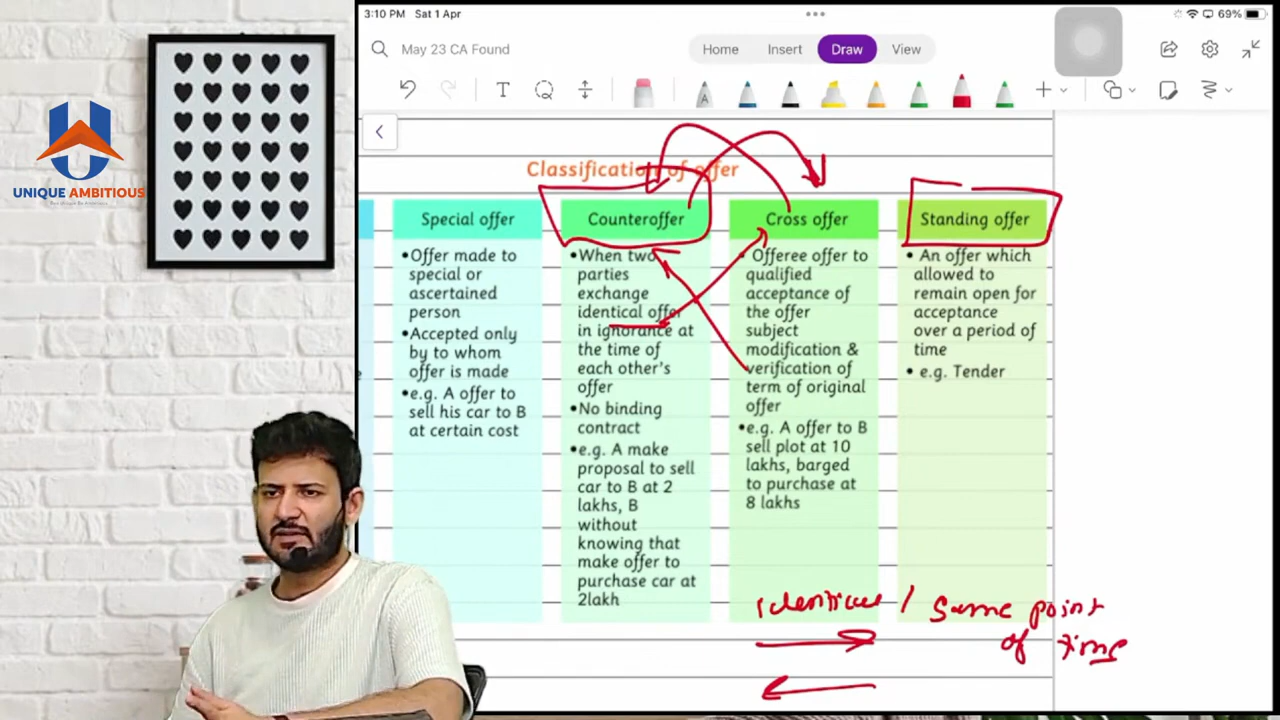 3:10 PM Sat 1 Apr
69%
May 23 CA Found
Home
Insert
Draw
View
T
A
UNIQUE AMBITIOUS
Classification of offer
Special offer
•Offer made to
special or
ascertained
person
•Accepted only
by to whom
offer is made
•e.g. A offer to
sell his car to B
at certain cost
Counteroffer
•When two
parties
exchange
identical offer
in ignorance at
the time of
each other's
offer
•No binding
contract
•e.g. A make
proposal to sell
car to B at 2
lakhs, B
without
knowing that
make offer to
purchase car at
2lakh
Cross offer
• Offeree offer to
qualified
acceptance of
the offer
subject
modification &
verification of
term of original
offer
•e.g. A offer to B
sell plot at 10
lakhs, barged
to purchase at
8 lakhs
Standing offer
• An offer which
allowed to
remain open for
acceptance
over a period of
time
• e.g. Tender
Identical / Same point
of time